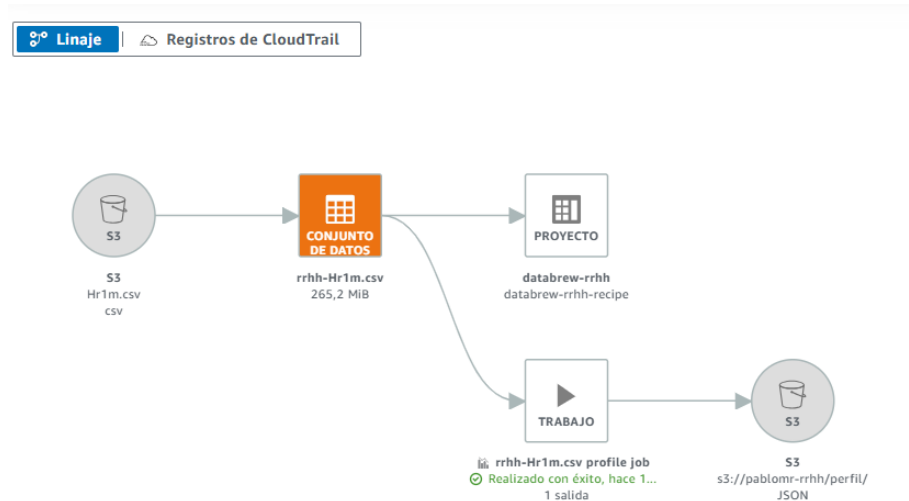 Linaje
Registros de CloudTrail
S3
CONJUNTO
DE DATOS
PROYECTO
S3
Hr1m.csv
csv
rrhh-Hr1m.csv
265,2 MiB
databrew-rrhh
databrew-rrhh-recipe
TRABAJO
S3
rrhh-Hr1m.csv profile job
Realizado con éxito, hace 1...
1 salida
S3
s3://pablomr-rrhh/perfil/
JSON